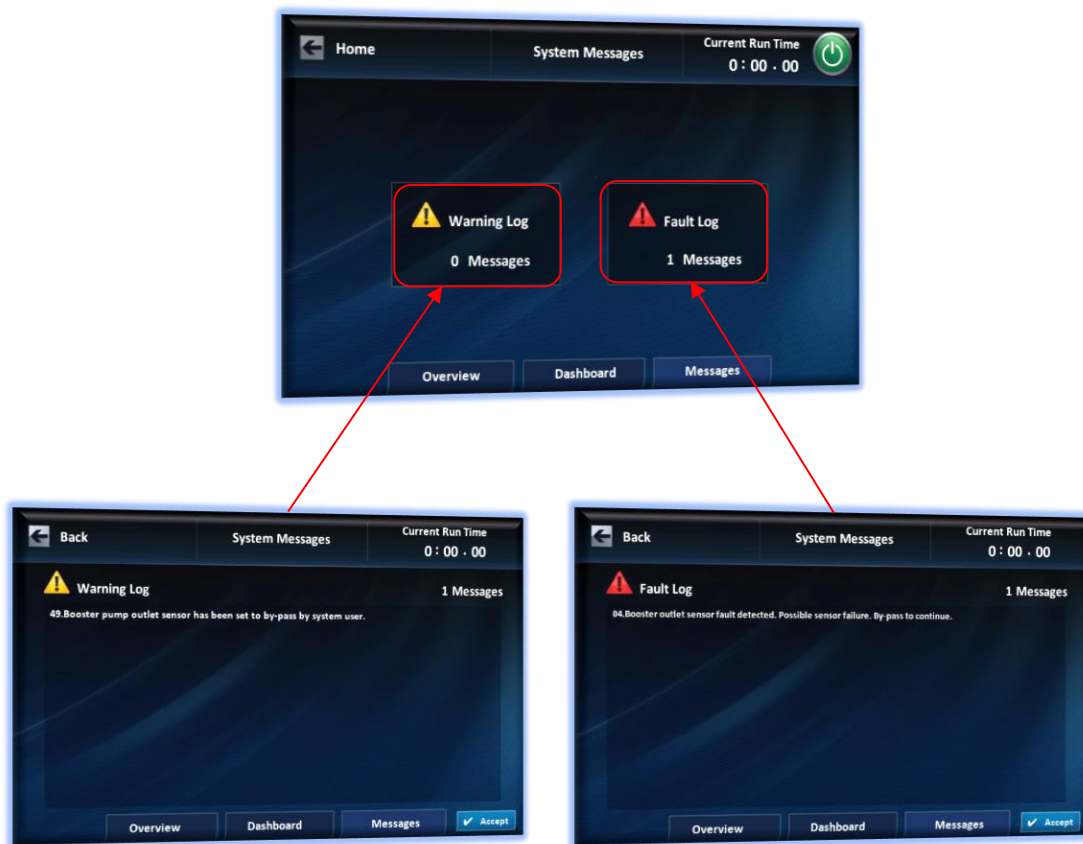 Home
System Messages
Current Run Time
0 : 00 . 00
Warning Log
0 Messages
Fault Log
1 Messages
Overview
Dashboard
Messages
Back
System Messages
Current Run Time
0 : 00 . 00
Warning Log
1 Messages
49.Booster pump outlet sensor has been set to by-pass by system user.
Overview
Dashboard
Messages
Accept
Back
System Messages
Current Run Time
0 : 00 . 00
Fault Log
1 Messages
04.Booster outlet sensor fault detected. Possible sensor failure. By-pass to continue.
Overview
Dashboard
Messages
Accept